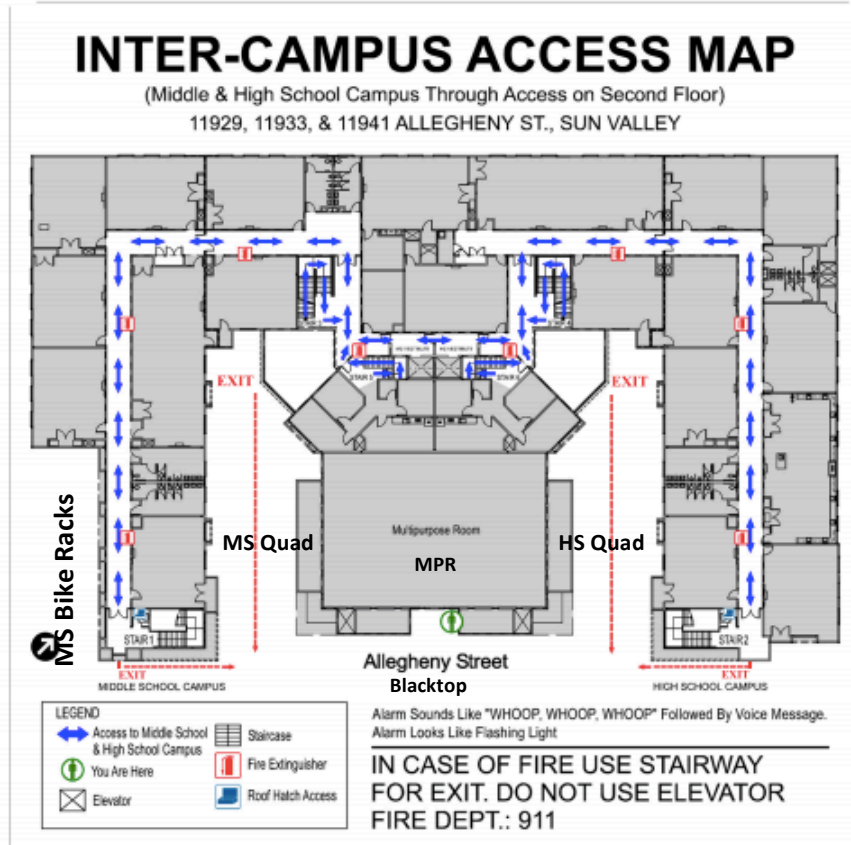 INTER-CAMPUS ACCESS MAP
(Middle & High School Campus Through Access on Second Floor)
11929, 11933, & 11941 ALLEGHENY ST., SUN VALLEY
EXIT
EXIT
STAIR 5
MS Bike Racks
MS Quad
Multipurpose Room
MPR
HS Quad
STAIR 1
STAIR 2
EXIT
EXIT
Allegheny Street
Blacktop
MIDDLE SCHOOL CAMPUS
HIGH SCHOOL CAMPUS
LEGEND
Access to Middle School
& High School Campus
Staircase
You Are Here
Fire Extinguisher
Elevator
Roof Hatch Access
Alarm Sounds Like "WHOOP, WHOOP, WHOOP" Followed By Voice Message.
Alarm Looks Like Flashing Light
IN CASE OF FIRE USE STAIRWAY
FOR EXIT. DO NOT USE ELEVATOR
FIRE DEPT.: 911